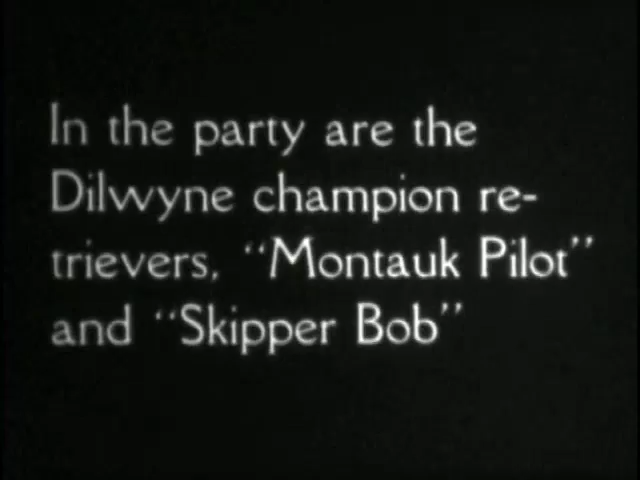 In the party are the
Dilwyne champion re-
trievers, "Montauk Pilot"
and "Skipper Bob"